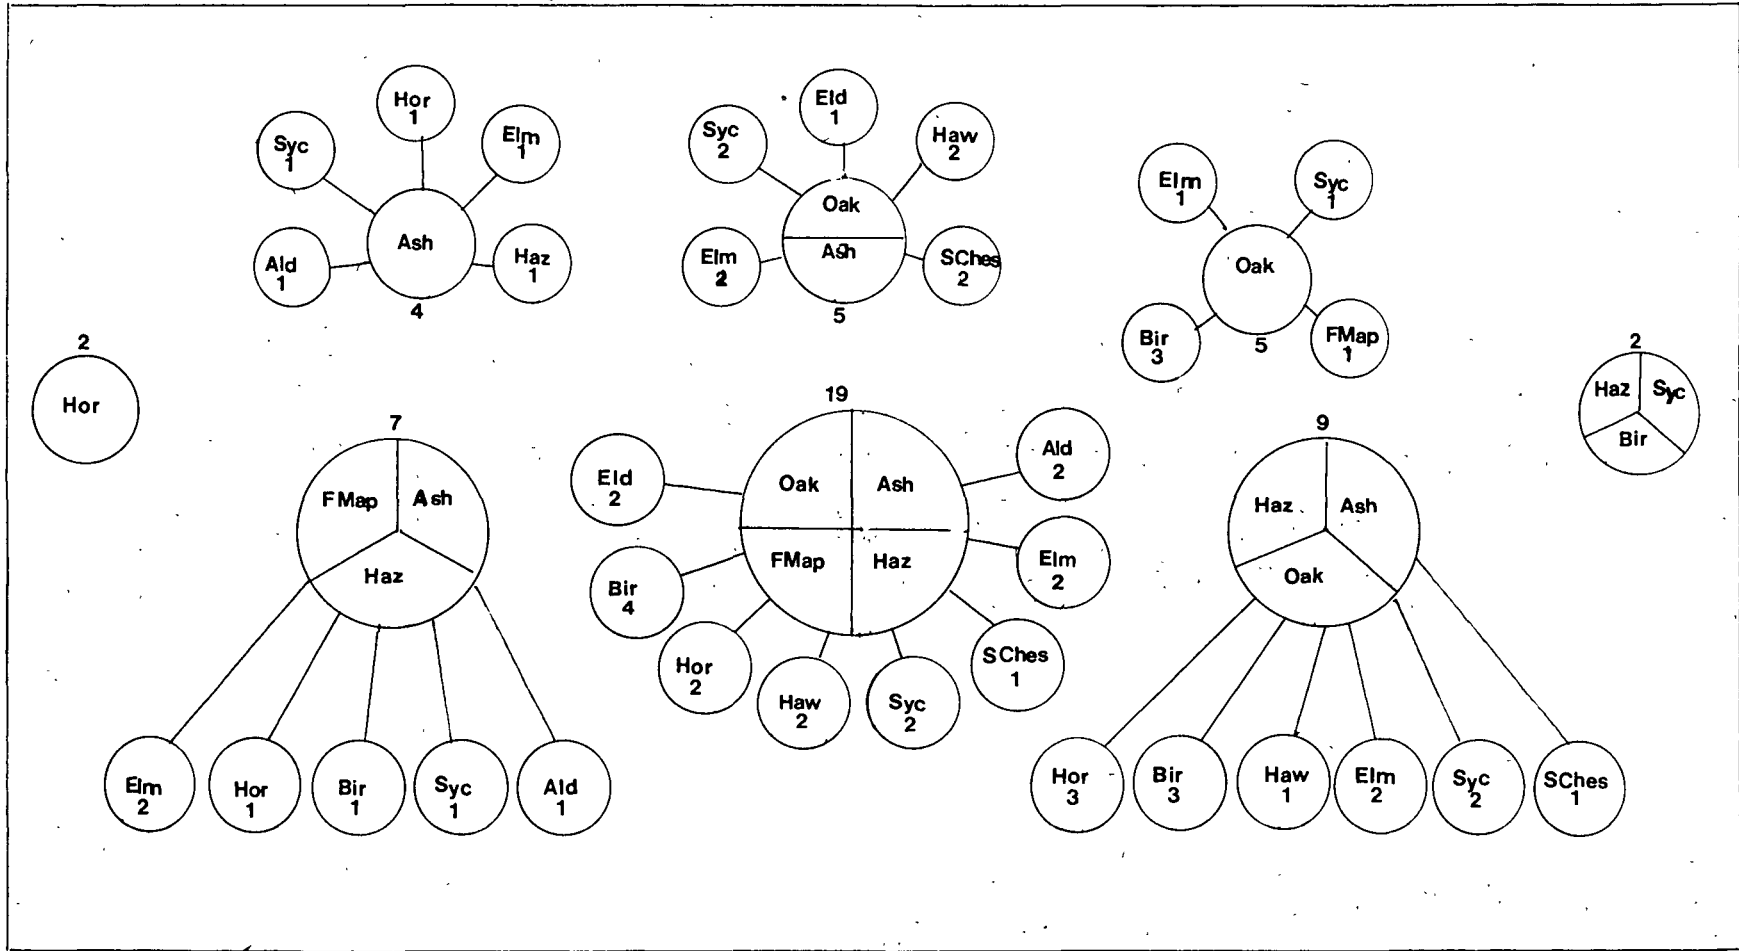 Hor
1
Syc
1
Elm
1
Ash
Ald
1
Haz
1
4
Eld
1
Syc
2
Haw
2
Oak
Ash
Elm
2
SChes
2
5
Elm
1
Syc
1
Oak
Bir
3
FMap
1
5
2
Hor
2
Haz
Syc
Bir
7
FMap
Ash
Haz
Elm
2
Hor
1
Bir
1
Syc
1
Ald
1
19
Oak
Ash
FMap
Haz
Eld
2
Ald
2
Bir
4
Elm
2
Hor
2
Haw
2
Syc
2
SChes
1
9
Haz
Ash
Oak
Hor
3
Bir
3
Haw
1
Elm
2
Syc
2
SChes
1